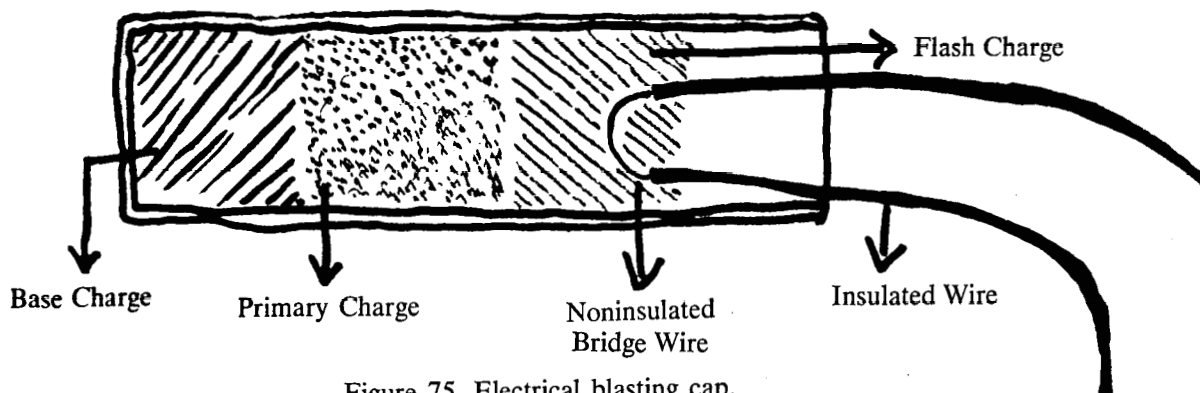 Flash Charge
Base Charge
Primary Charge
Noninsulated
Bridge Wire
Insulated Wire
Figure 75. Electrical blasting cap.